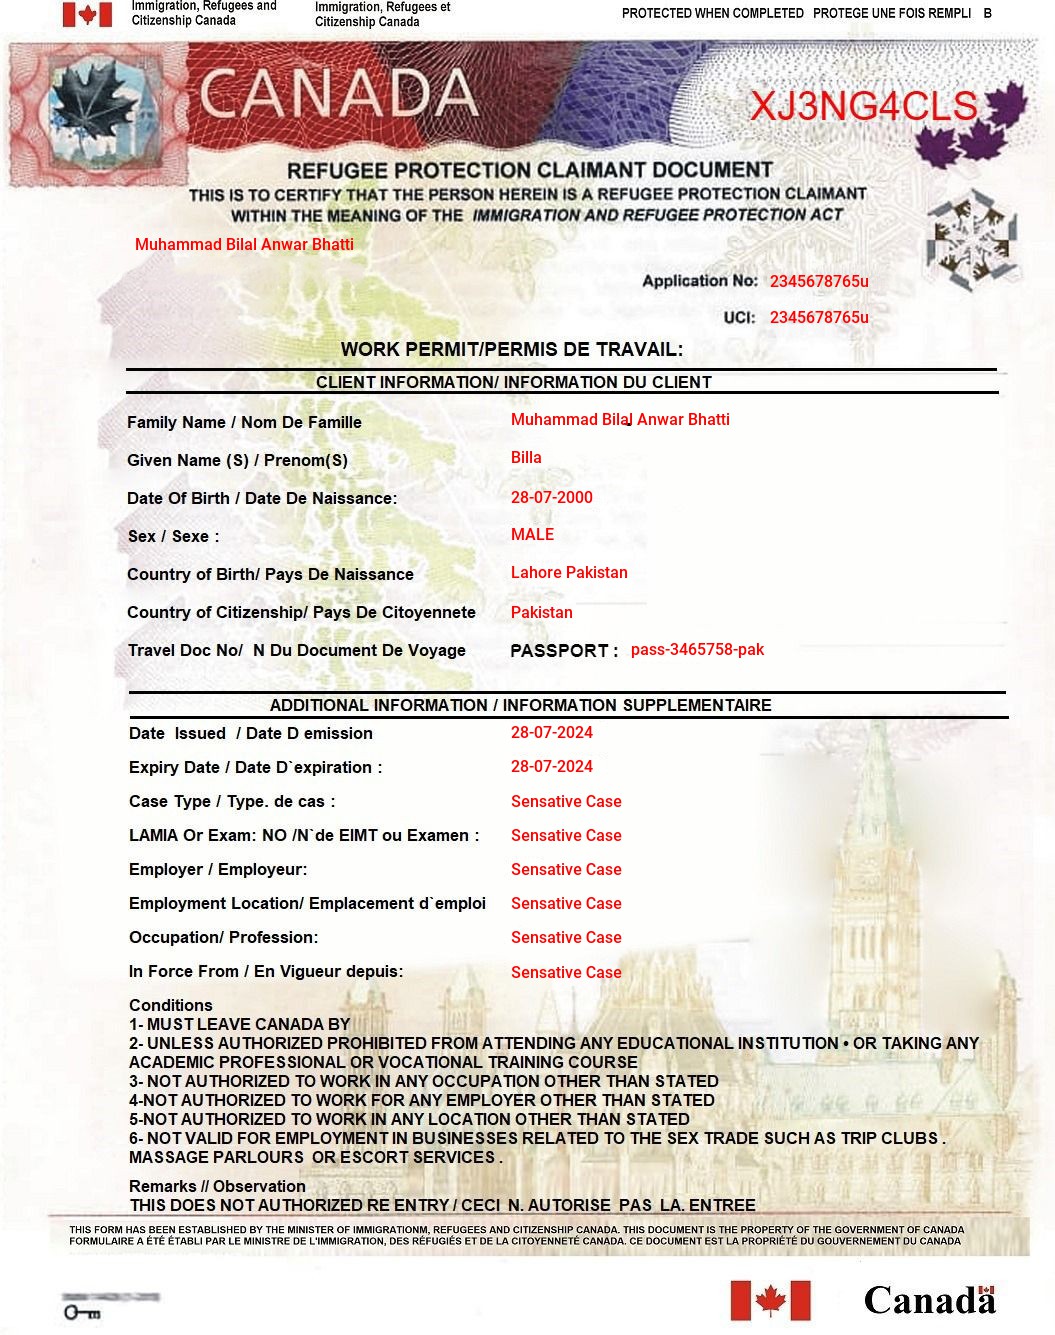 Immigration, Refugees and Citizenship Canada
Immigration, Refugees et Citizenship Canada
PROTECTED WHEN COMPLETED PROTEGE UNE FOIS REMPLI B
CANADA
XJ3NG4CLS
REFUGEE PROTECTION CLAIMANT DOCUMENT
THIS IS TO CERTIFY THAT THE PERSON HEREIN IS A REFUGEE PROTECTION CLAIMANT
WITHIN THE MEANING OF THE IMMIGRATION AND REFUGEE PROTECTION ACT
Muhammad Bilal Anwar Bhatti
Application No: 2345678765u
UCI: 2345678765u
WORK PERMIT/PERMIS DE TRAVAIL:
CLIENT INFORMATION/ INFORMATION DU CLIENT
Family Name / Nom De Famille Muhammad Bilal Anwar Bhatti
Given Name (S) / Prenom(S) Billa
Date Of Birth / Date De Naissance: 28-07-2000
Sex / Sexe : MALE
Country of Birth/ Pays De Naissance Lahore Pakistan
Country of Citizenship/ Pays De Citoyennete Pakistan
Travel Doc No/ N Du Document De Voyage PASSPORT : pass-3465758-pak
ADDITIONAL INFORMATION / INFORMATION SUPPLEMENTAIRE
Date Issued / Date D emission 28-07-2024
Expiry Date / Date D`expiration : 28-07-2024
Case Type / Type. de cas : Sensative Case
LAMIA Or Exam: NO /N`de EIMT ou Examen : Sensative Case
Employer / Employeur: Sensative Case
Employment Location/ Emplacement d`emploi Sensative Case
Occupation/ Profession: Sensative Case
In Force From / En Vigueur depuis: Sensative Case
Conditions
1- MUST LEAVE CANADA BY
2- UNLESS AUTHORIZED PROHIBITED FROM ATTENDING ANY EDUCATIONAL INSTITUTION • OR TAKING ANY
ACADEMIC PROFESSIONAL OR VOCATIONAL TRAINING COURSE
3- NOT AUTHORIZED TO WORK IN ANY OCCUPATION OTHER THAN STATED
4-NOT AUTHORIZED TO WORK FOR ANY EMPLOYER OTHER THAN STATED
5-NOT AUTHORIZED TO WORK IN ANY LOCATION OTHER THAN STATED
6- NOT VALID FOR EMPLOYMENT IN BUSINESSES RELATED TO THE SEX TRADE SUCH AS TRIP CLUBS .
MASSAGE PARLOURS OR ESCORT SERVICES .
Remarks // Observation
THIS DOES NOT AUTHORIZED RE ENTRY / CECI N. AUTORISE PAS LA. ENTREE
THIS FORM HAS BEEN ESTABLISHED BY THE MINISTER OF IMMIGRATIONM, REFUGEES AND CITIZENSHIP CANADA. THIS DOCUMENT IS THE PROPERTY OF THE GOVERNMENT OF CANADA
FORMULAIRE A ÉTÉ ÉTABLI PAR LE MINISTRE DE L'IMMIGRATION, DES RÉFUGIÉS ET DE LA CITOYENNETÉ CANADA. CE DOCUMENT EST LA PROPRIÉTÉ DU GOUVERNEMENT DU CANADA
Canada